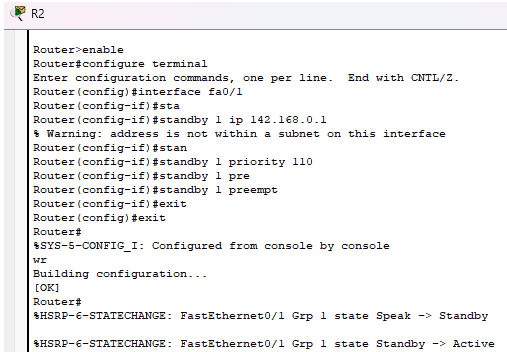 R2
Router>enable
Router#configure terminal
Enter configuration commands, one per line.  End with CNTL/Z.
Router(config)#interface fa0/1
Router(config-if)#sta
Router(config-if)#standby 1 ip 142.168.0.1
% Warning: address is not within a subnet on this interface
Router(config-if)#stan
Router(config-if)#standby 1 priority 110
Router(config-if)#standby 1 pre
Router(config-if)#standby 1 preempt
Router(config-if)#exit
Router(config)#exit
Router#
%SYS-5-CONFIG_I: Configured from console by console
wr
Building configuration...
[OK]
Router#
%HSRP-6-STATECHANGE: FastEthernet0/1 Grp 1 state Speak -> Standby
%HSRP-6-STATECHANGE: FastEthernet0/1 Grp 1 state Standby -> Active